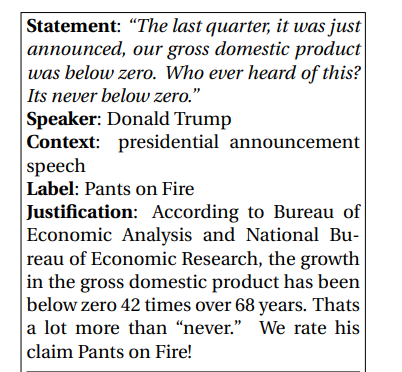 Statement: “The last quarter, it was just
announced, our gross domestic product
was below zero. Who ever heard of this?
Its never below zero.”
Speaker: Donald Trump
Context: presidential announcement
speech
Label: Pants on Fire
Justification: According to Bureau of
Economic Analysis and National Bu-
reau of Economic Research, the growth
in the gross domestic product has been
below zero 42 times over 68 years. Thats
a lot more than “never.” We rate his
claim Pants on Fire!